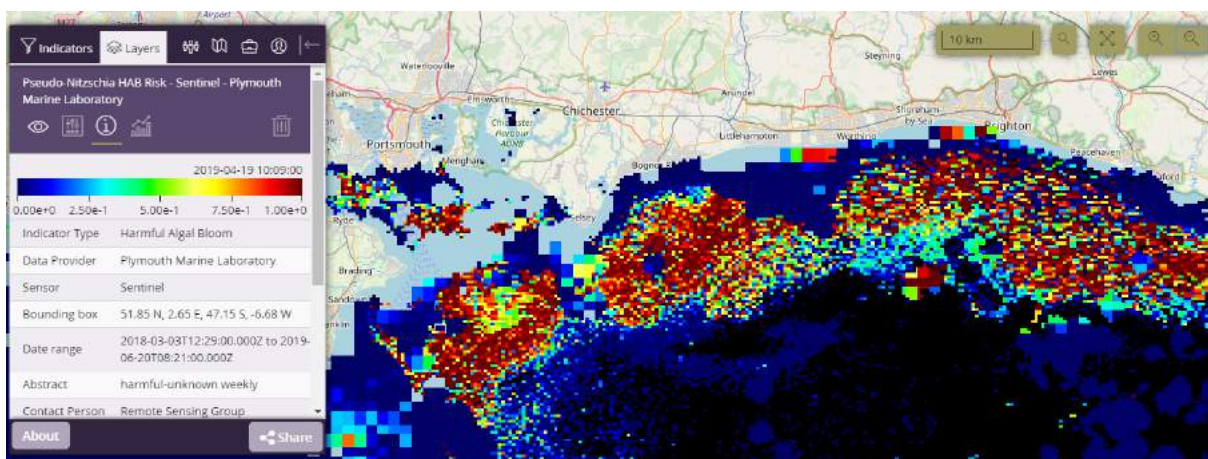 Indicators
Layers
Pseudo-Nitzschia HAB Risk - Sentinel - Plymouth
Marine Laboratory
2019-04-19 10:09:00
0.00e+0 2.50e-1 5.00e-1 7.50e-1 1.00e+0
Indicator Type Harmful Algal Bloom
Data Provider Plymouth Marine Laboratory
Sensor Sentinel
Bounding box 51.85 N, 2.65 E, 47.15 S, -6.68 W
Date range 2018-03-03T12:29:00.000Z to 2019-
06-20T08:21:00.000Z
Abstract harmful-unknown weekly
Contact Person Remote Sensing Group
About
Share
10 km
M27
Airport
Waterlooville
Steyning
Lewes
Arundel
Emsworth
Chichester
Shoreham-
by-Sea
Brighton
Chichester
Harbour
AONB
Portsmouth
Littlehampton
Worthing
Peacehaven
Bognor R
Ryde
Selsey
Brading
Sandown